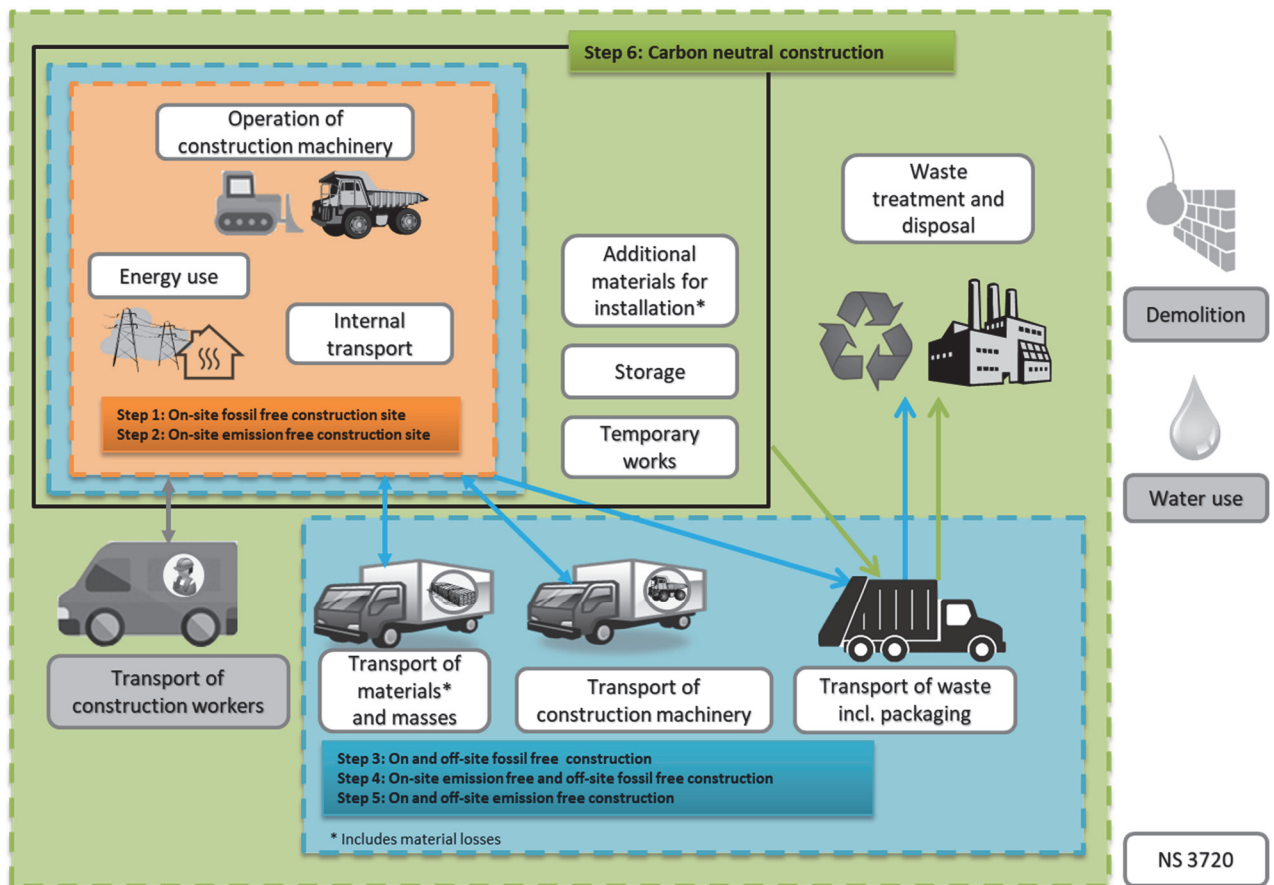 Step 6: Carbon neutral construction
Operation of
construction machinery
Energy use
Internal
transport
Step 1: On-site fossil free construction site
Step 2: On-site emission free construction site
Additional
materials for
installation*
Storage
Temporary
works
Waste
treatment and
disposal
Demolition
Water use
Transport of
construction workers
Transport of
materials*
and masses
Transport of
construction machinery
Transport of waste
incl. packaging
Step 3: On and off-site fossil free construction
Step 4: On-site emission free and off-site fossil free construction
Step 5: On and off-site emission free construction
* Includes material losses
NS 3720